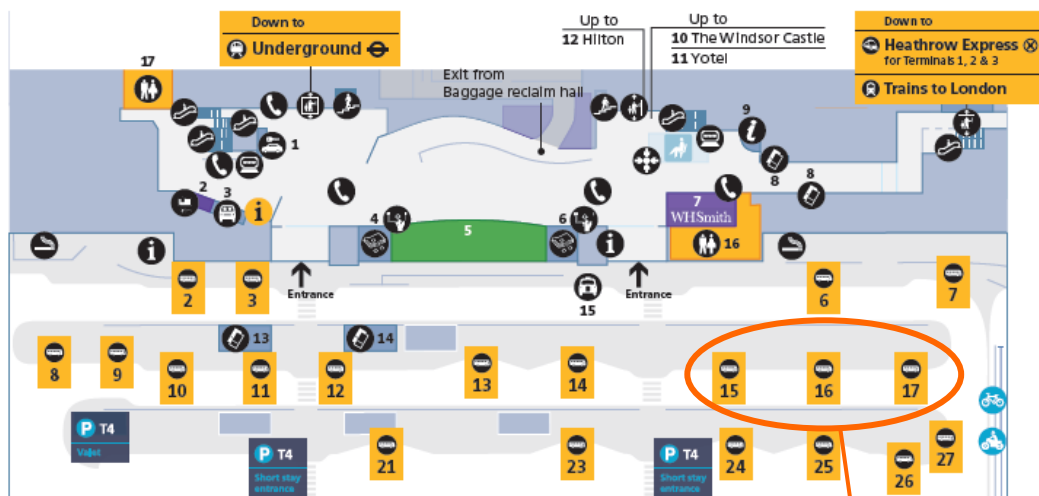 Down to
Underground
17
Up to
12 Hilton
Up to
10 The Windsor Castle
11 Yotel
Down to
Heathrow Express
for Terminals 1, 2 & 3
Trains to London
Exit from
Baggage reclaim hall
9
1
8
8
2
3
i
i
4
5
6
7
WHSmith
i
16
i
Entrance
15
Entrance
2
3
6
7
13
14
8
9
10
11
12
13
14
15
16
17
P T4
Valet
P T4
Short stay
entrance
21
23
P T4
Short stay
entrance
24
25
26
27